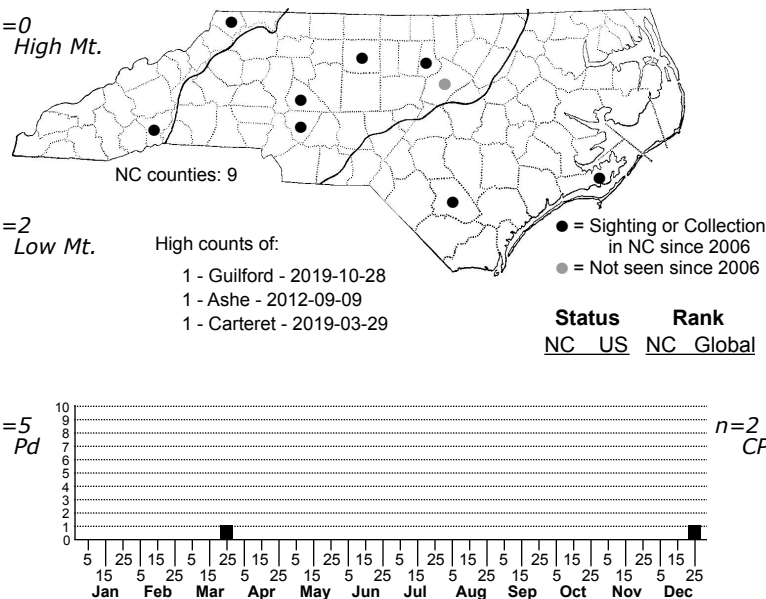 =0
High Mt.
NC counties: 9
=2
Low Mt.
High counts of:
1 - Guilford - 2019-10-28
1 - Ashe - 2012-09-09
1 - Carteret - 2019-03-29
= Sighting or Collection
in NC since 2006
= Not seen since 2006
Status Rank
NC US NC Global
=5
Pd
n=2
CP
10
9
8
7
6
5
4
3
2
1
0
5 25 15 5 25 15 5 25 15 5 25 15 5 25 15 5 25 15
15 5 25 15 5 25 15 5 25 15 5 25 15 5 25 15 5 25
Jan Feb Mar Apr May Jun Jul Aug Sep Oct Nov Dec